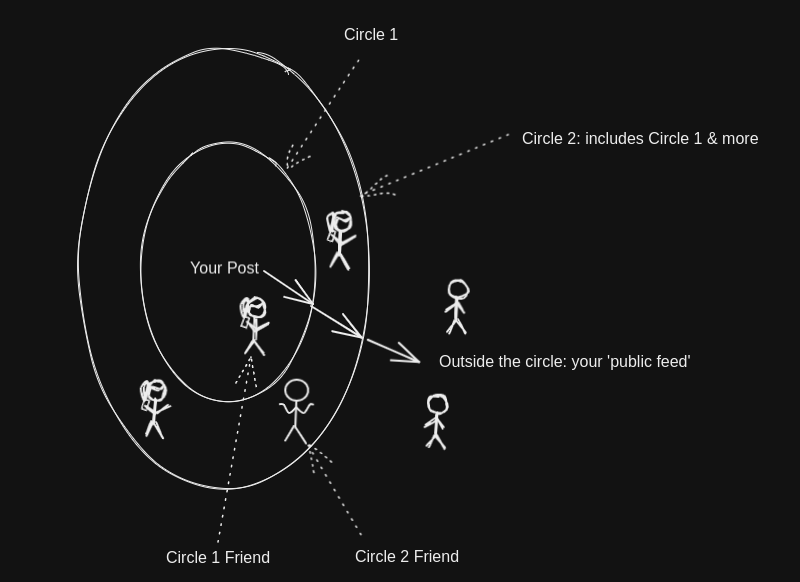 Circle 1
Circle 2: includes Circle 1 & more
Your Post
Outside the circle: your 'public feed'
Circle 1 Friend
Circle 2 Friend